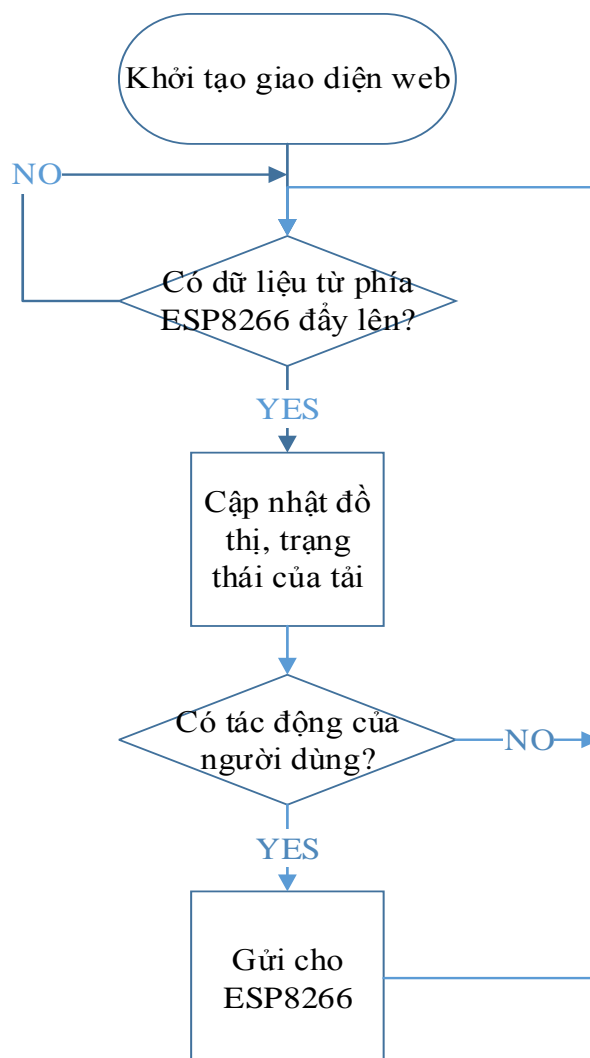 Khởi tạo giao diện web
NO
Có dữ liệu từ phía
ESP8266 đẩy lên?
YES
Cập nhật đồ
thị, trạng
thái của tải
Có tác động của
người dùng?
NO
YES
Gửi cho
ESP8266